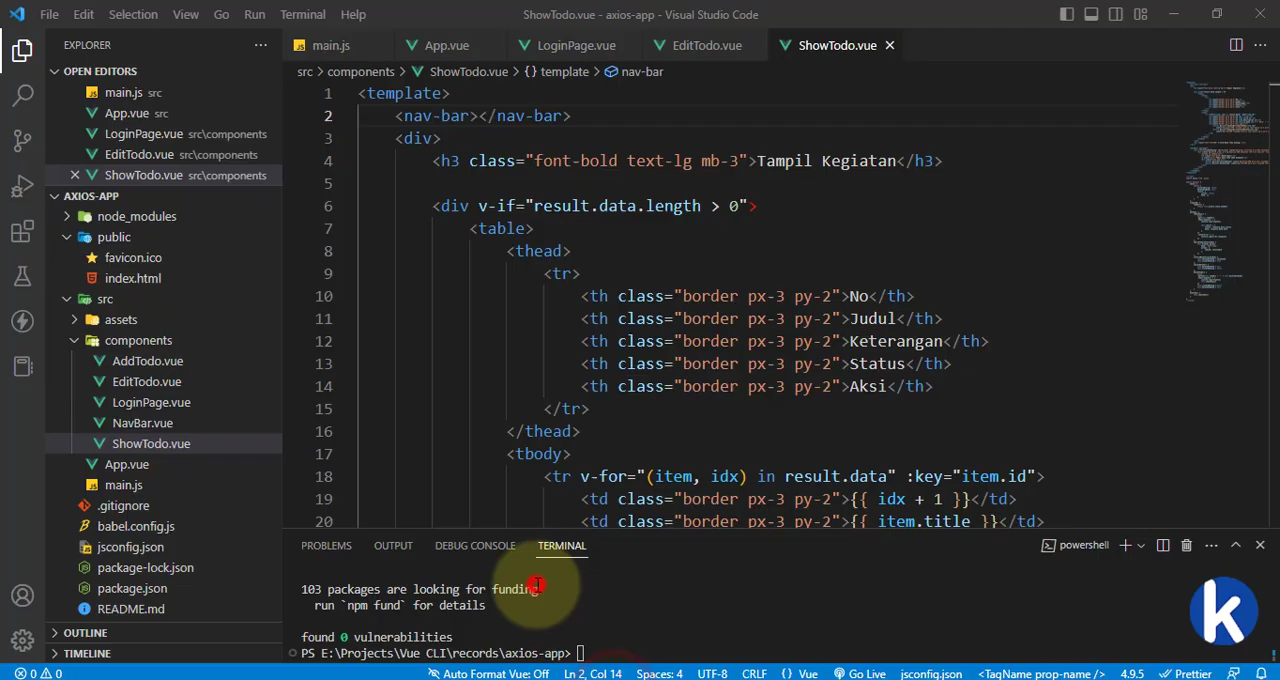 File Edit Selection View Go Run Terminal Help
ShowTodo.vue - axios-app - Visual Studio Code
EXPLORER
OPEN EDITORS
main.js src
App.vue src
LoginPage.vue src\components
EditTodo.vue src\components
ShowTodo.vue src\components
AXIOS-APP
node_modules
public
favicon.ico
index.html
src
assets
components
AddTodo.vue
EditTodo.vue
LoginPage.vue
NavBar.vue
ShowTodo.vue
App.vue
main.js
.gitignore
babel.config.js
jsconfig.json
package-lock.json
package.json
README.md
OUTLINE
TIMELINE
main.js App.vue LoginPage.vue EditTodo.vue ShowTodo.vue
src > components > ShowTodo.vue > {} template > nav-bar
1 <template>
2 <nav-bar></nav-bar>
3 <div>
4 <h3 class="font-bold text-lg mb-3">Tampil Kegiatan</h3>
5
6 <div v-if="result.data.length > 0">
7 <table>
8 <thead>
9 <tr>
10 <th class="border px-3 py-2">No</th>
11 <th class="border px-3 py-2">Judul</th>
12 <th class="border px-3 py-2">Keterangan</th>
13 <th class="border px-3 py-2">Status</th>
14 <th class="border px-3 py-2">Aksi</th>
15 </tr>
16 </thead>
17 <tbody>
18 <tr v-for="(item, idx) in result.data" :key="item.id">
19 <td class="border px-3 py-2">{{ idx + 1 }}</td>
20 <td class="border px-3 py-2">{{ item.title }}</td>
PROBLEMS OUTPUT DEBUG CONSOLE TERMINAL
powershell
103 packages are looking for funding
run `npm fund` for details
found 0 vulnerabilities
PS E:\Projects\Vue CLI\records\axios-app>
k
0 0 Auto Format Vue: Off Ln 2, Col 14 Spaces: 4 UTF-8 CRLF {} Vue Go Live jsconfig.json <TagName prop-name /> 4.9.5 Prettier